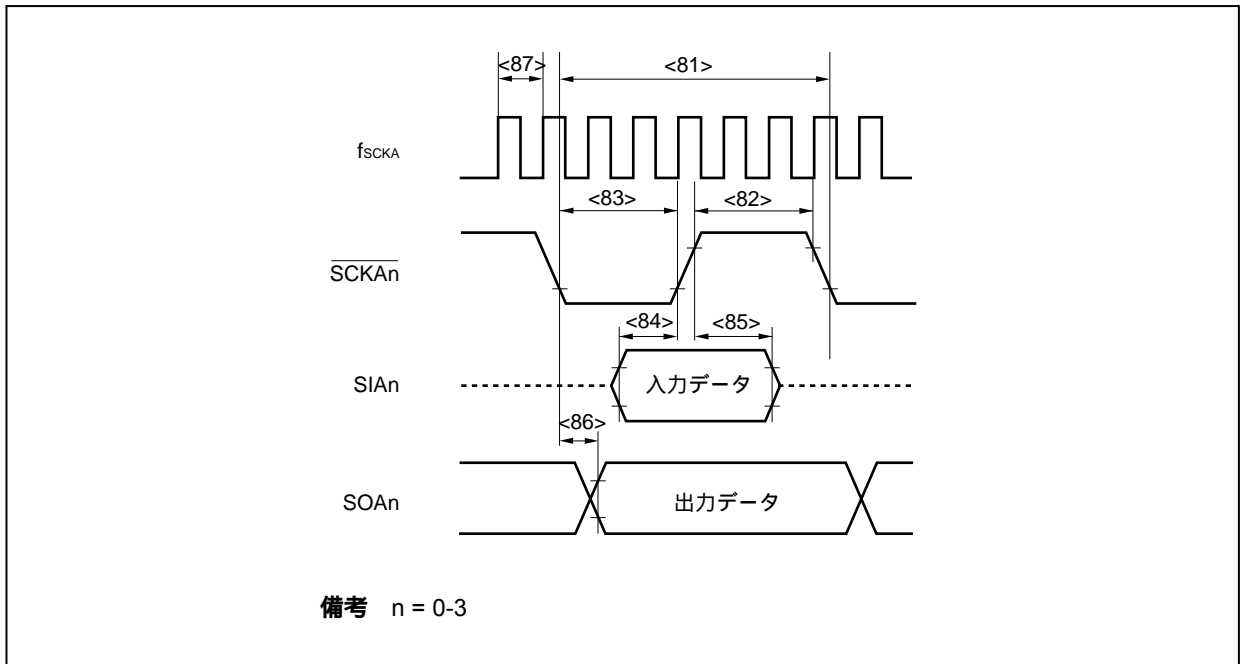 <87>
<81>
fSCKA
<83>
<82>
SCKAn
<84>
<85>
SIAn
入力データ
<86>
SOAn
出力データ
備考 n = 0-3